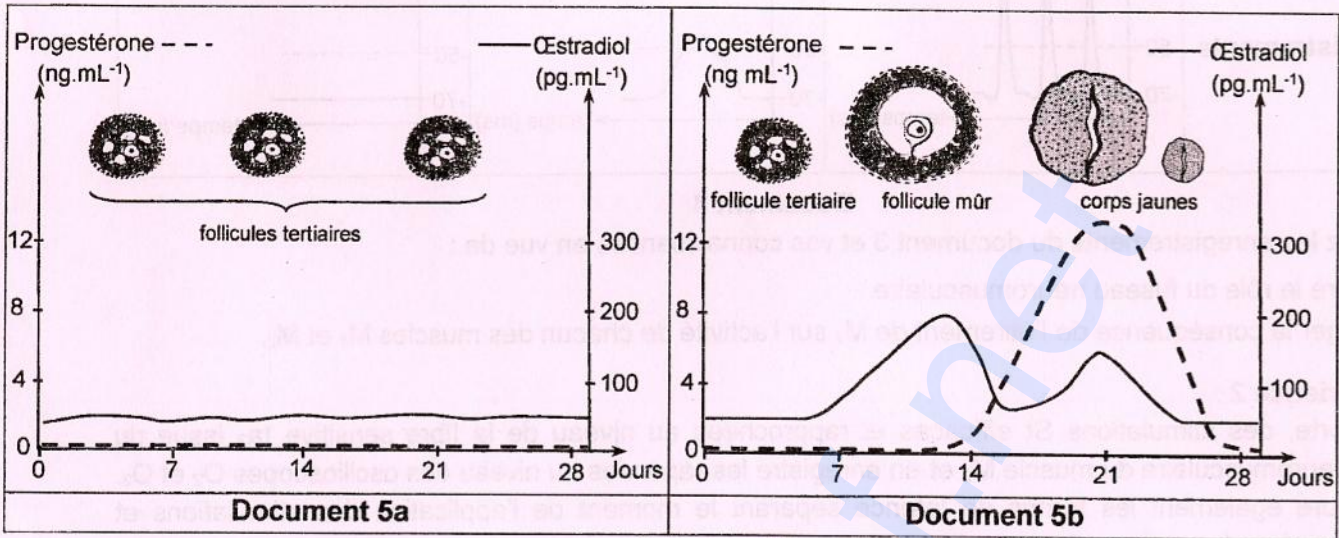 Progestérone
Œstradiol
(ng.mL-1)
(pg.mL-1)
follicules tertiaires
12
8
4
0
300
200
100
0
7
14
21
28
Jours
Document 5a
Progestérone
Œstradiol
(ng mL-1)
(pg.mL-1)
follicule tertiaire
follicule mûr
corps jaunes
12
8
4
0
300
200
100
0
7
14
21
28
Jours
Document 5b
f.net